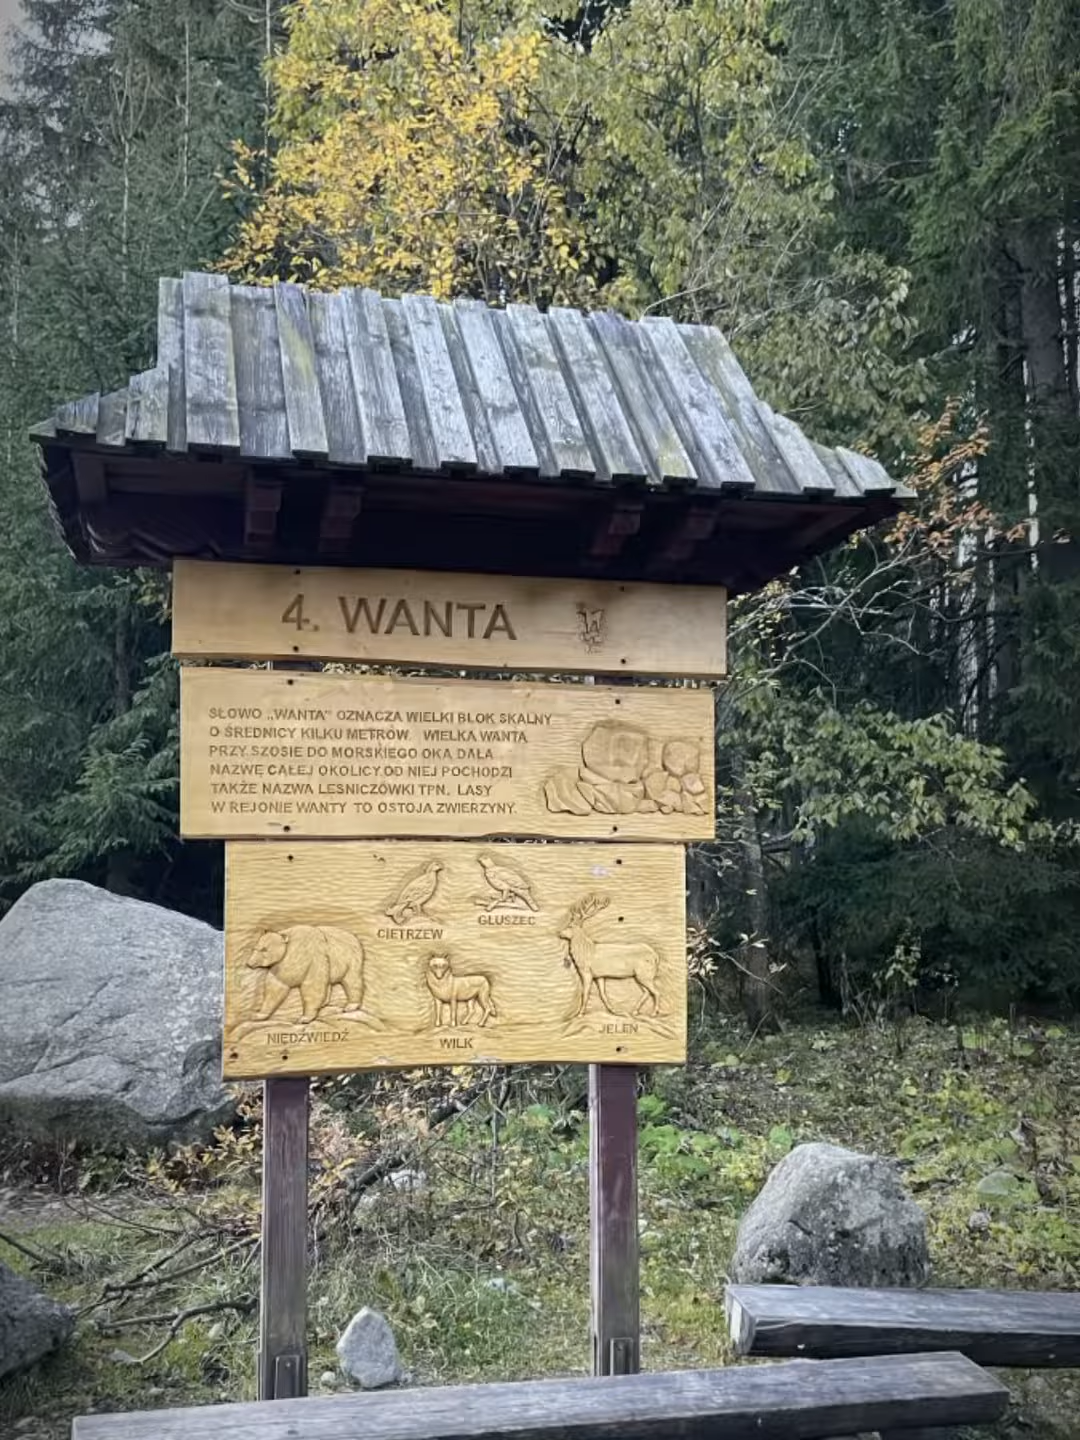 4. WANTA
SŁOWO „WANTA" OZNACZA WIELKI BLOK SKALNY
O ŚREDNICY KILKU METRÓW. WIELKA WANTA
PRZY SZOSIE DO MORSKIEGO OKA DAŁA
NAZWĘ CAŁEJ OKOLICY. OD NIEJ POCHODZI
TAKŻE NAZWA LEŚNICZÓWKI TPN. LASY
W REJONIE WANTY TO OSTOJA ZWIERZYNY.
CIETRZEW
GŁUSZEC
NIEDŹWIEDŹ
WILK
JELEŃ